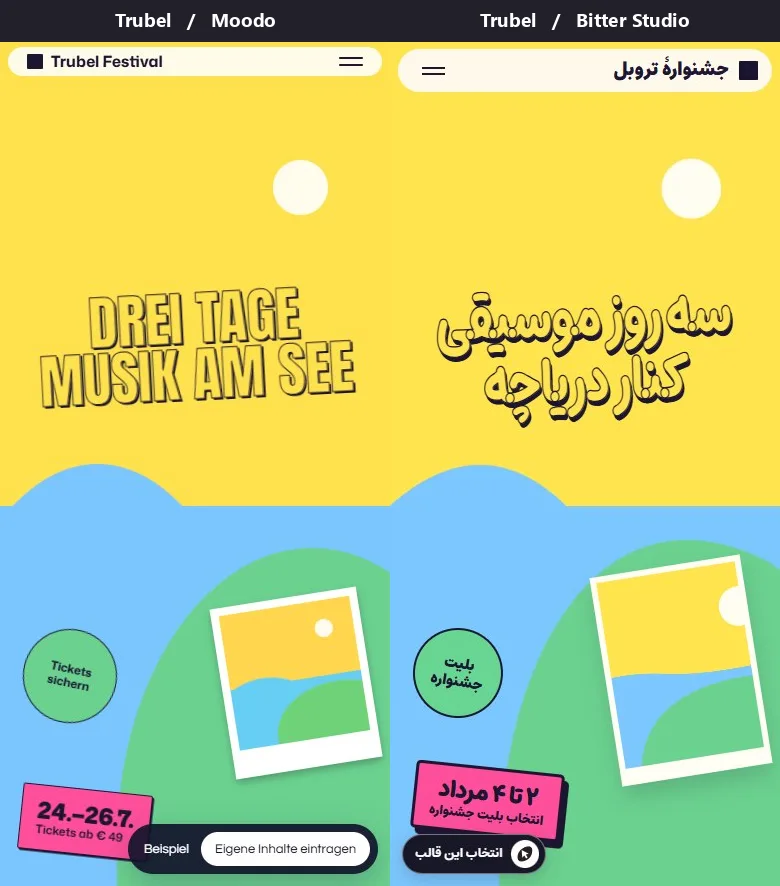 Trubel / Moodo
Trubel Festival
DREI TAGE
MUSIK AM SEE
Tickets
sichern
24.–26.7.
Tickets ab € 49
Beispiel
Eigene Inhalte eintragen
Trubel / Bitter Studio
جشنوارهٔ تروبل
سه روز موسیقی
کنار دریاچه
بلیت
جشنواره
۲ تا ۴ مرداد
انتخاب بلیت جشنواره
انتخاب این قالب